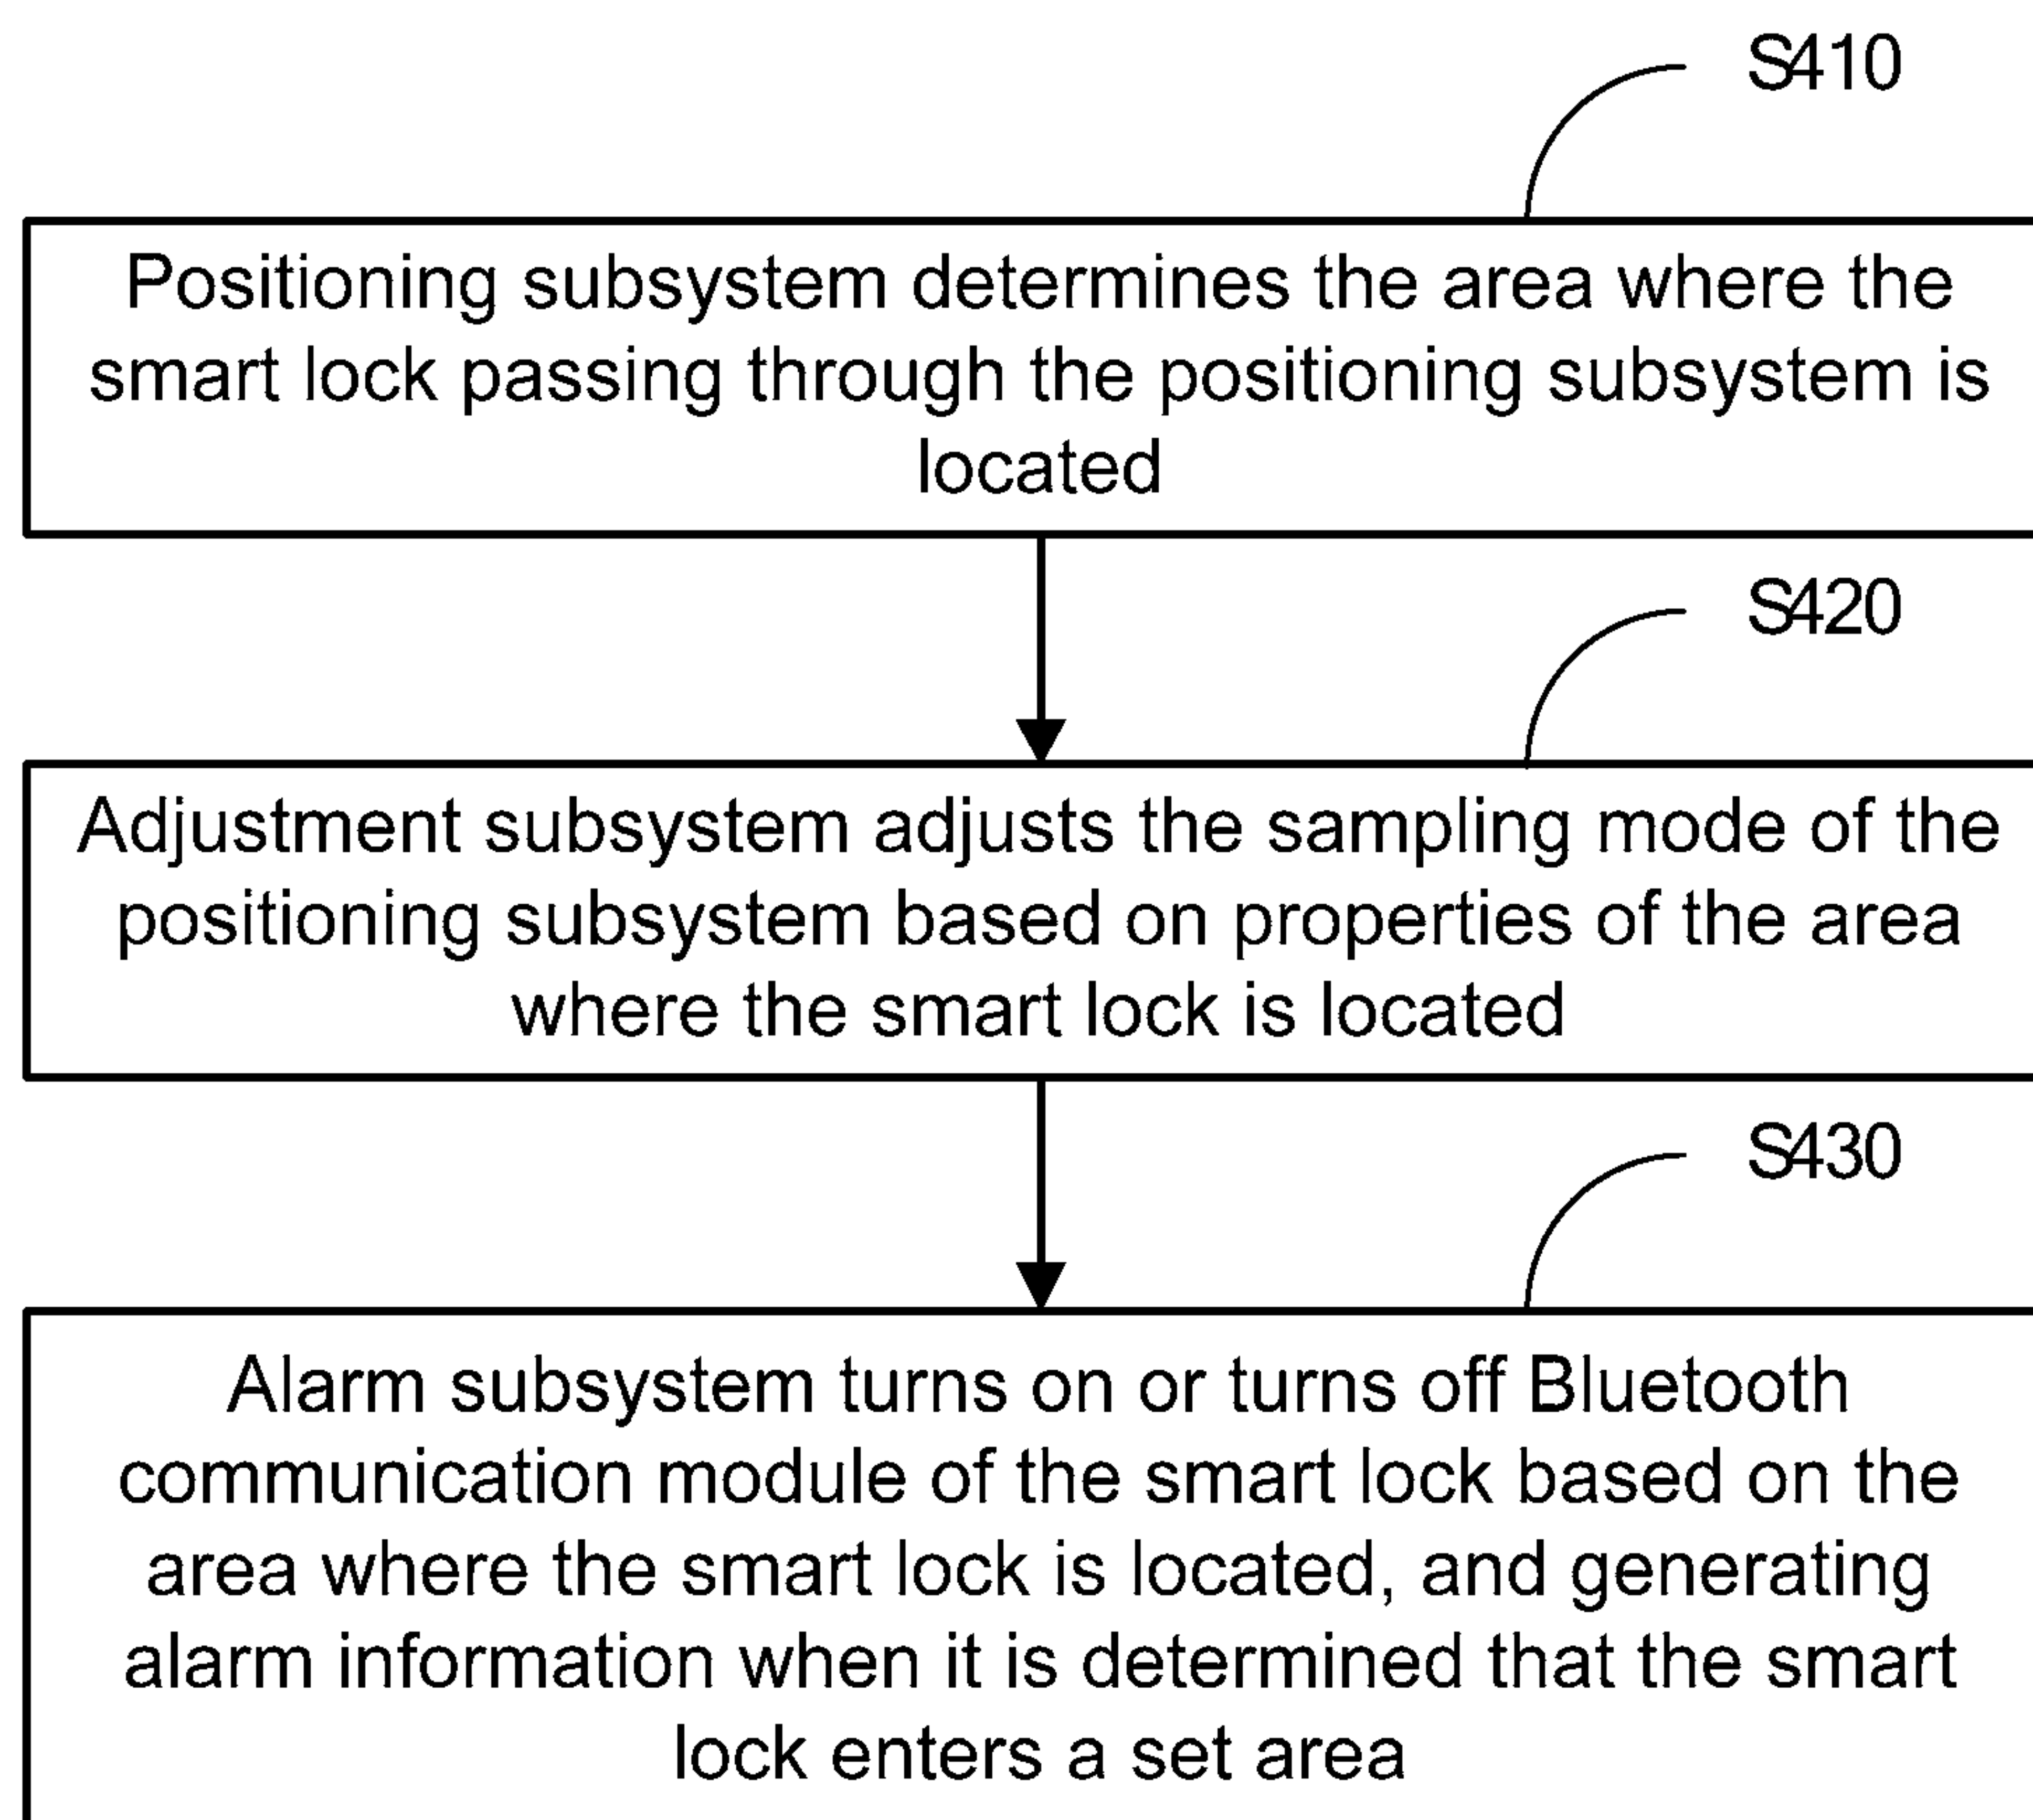 S410
Positioning subsystem determines the area where the
smart lock passing through the positioning subsystem is
located
S420
Adjustment subsystem adjusts the sampling mode of the
positioning subsystem based on properties of the area
where the smart lock is located
S430
Alarm subsystem turns on or turns off Bluetooth
communication module of the smart lock based on the
area where the smart lock is located, and generating
alarm information when it is determined that the smart
lock enters a set area